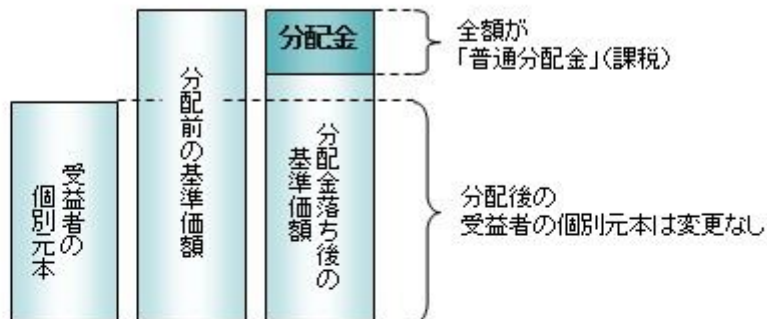 受益者の
個別元本
分配前の基準価額
分配金
分配金落ち後の
基準価額
全額が
「普通分配金」(課税)
分配後の
受益者の個別元本は変更なし